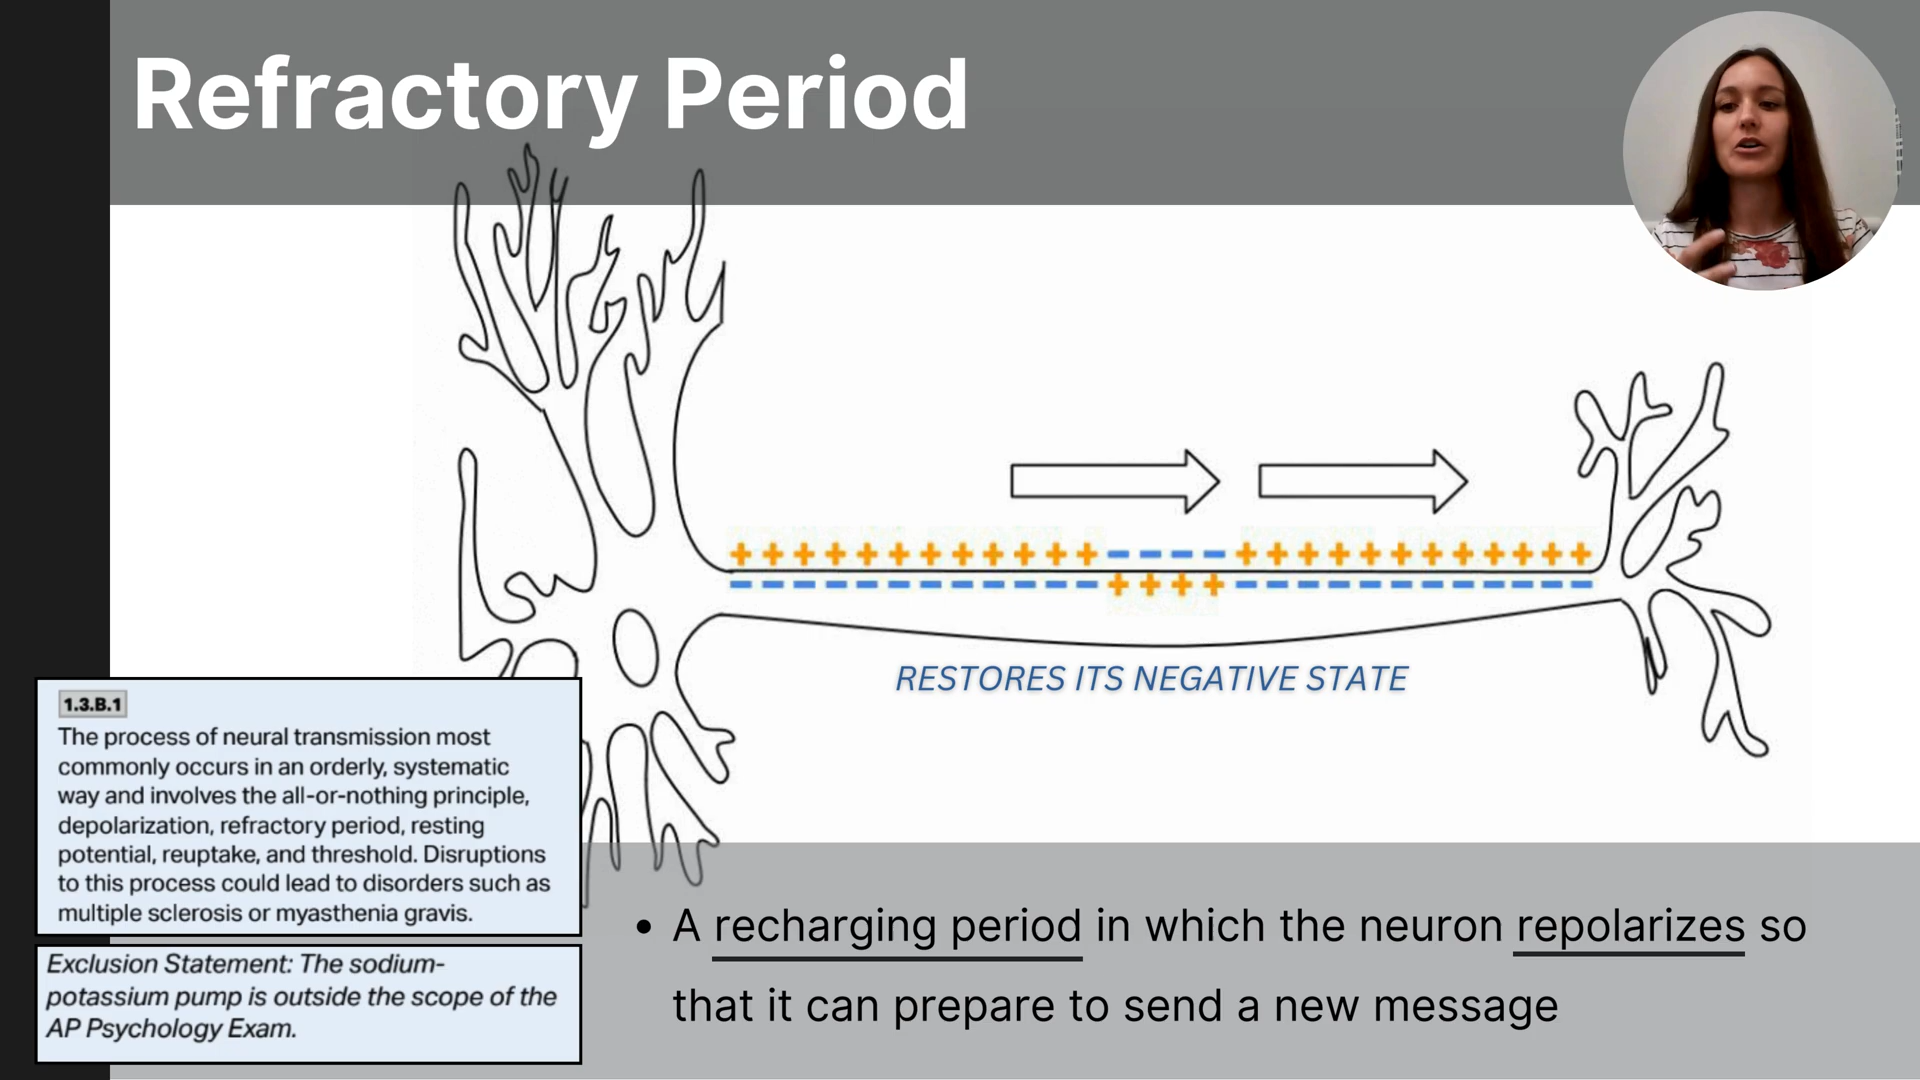 Refractory Period
+ + + + + + + + + + + + − − − − + + + + + + + + + + + +
− − − − − − − − − − − − + + + + − − − − − − − − − − − −
RESTORES ITS NEGATIVE STATE
1.3.B.1
The process of neural transmission most
commonly occurs in an orderly, systematic
way and involves the all-or-nothing principle,
depolarization, refractory period, resting
potential, reuptake, and threshold. Disruptions
to this process could lead to disorders such as
multiple sclerosis or myasthenia gravis.
Exclusion Statement: The sodium-
potassium pump is outside the scope of the
AP Psychology Exam.
• A recharging period in which the neuron repolarizes so
that it can prepare to send a new message